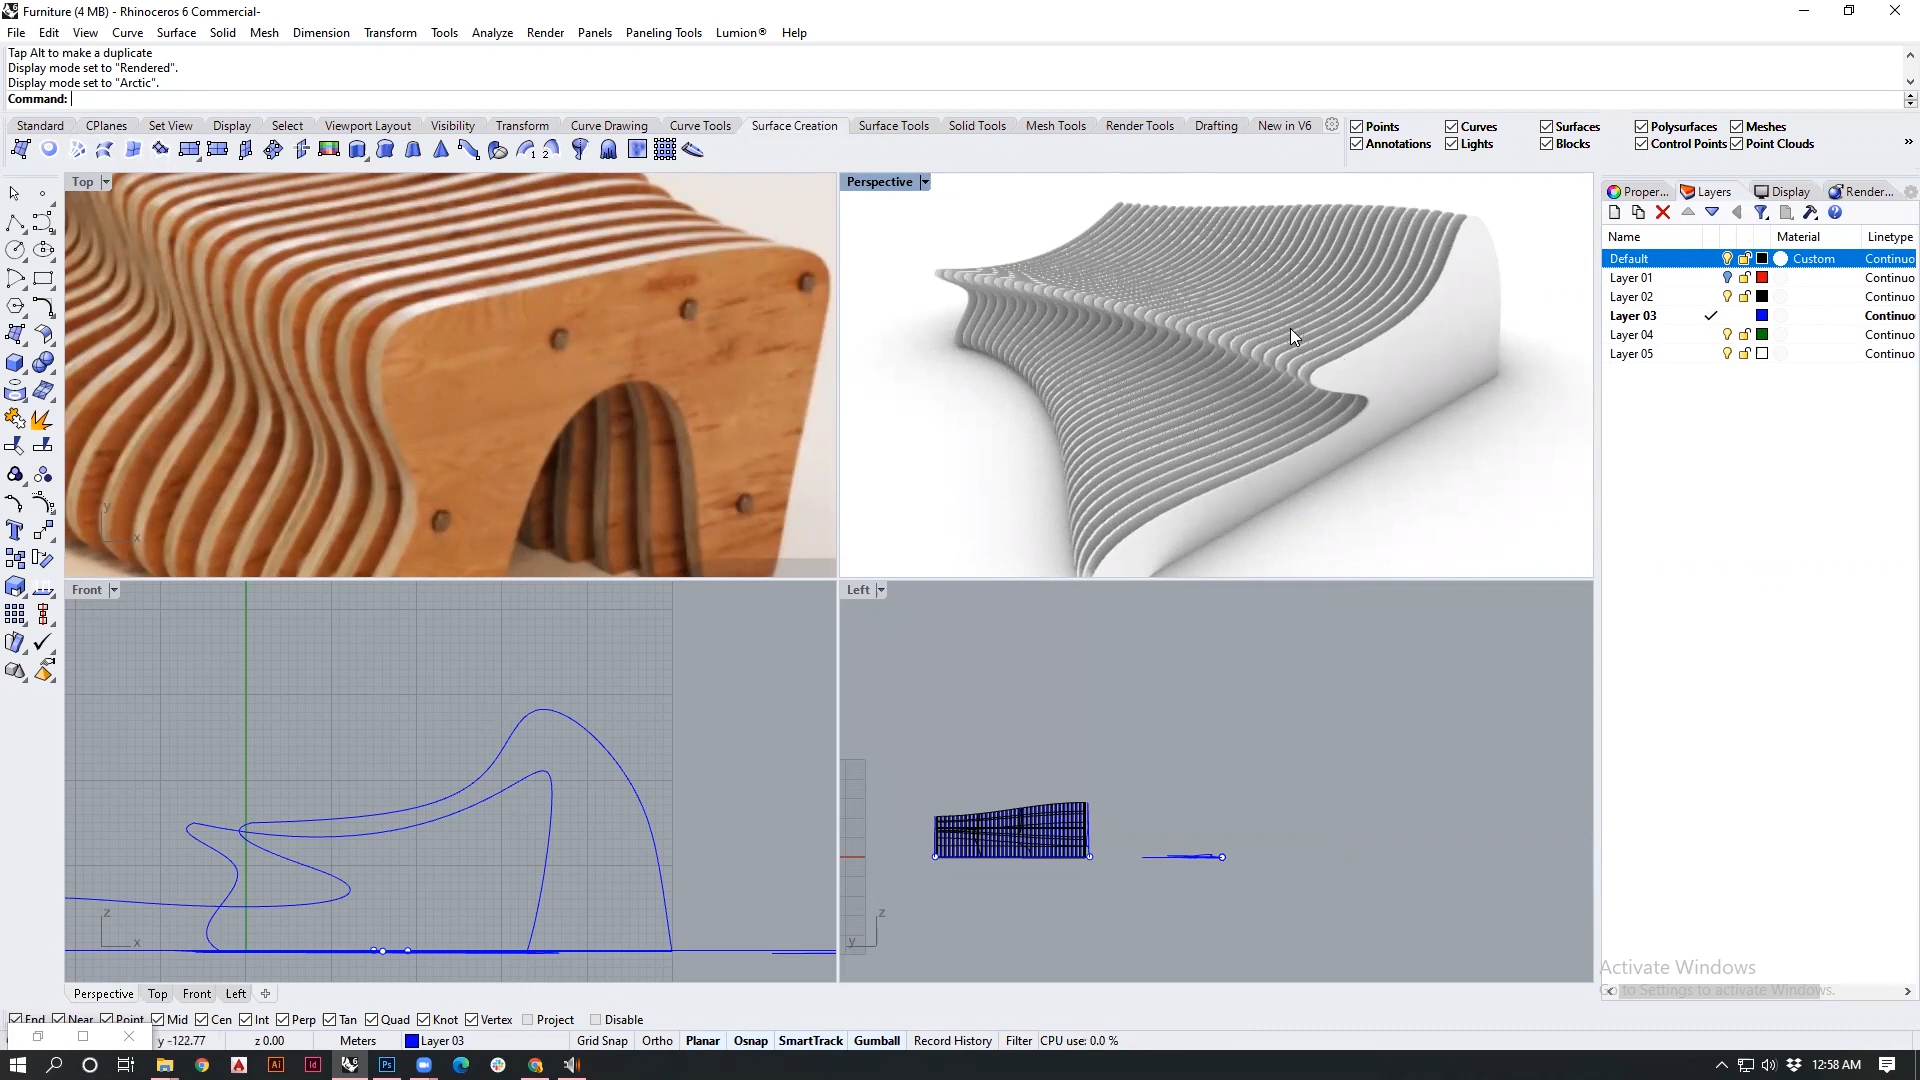 Furniture (4 MB) - Rhinoceros 6 Commercial-
File Edit View Curve Surface Solid Mesh Dimension Transform Tools Analyze Render Panels Paneling Tools Lumion® Help
Tap Alt to make a duplicate
Display mode set to "Rendered".
Display mode set to "Arctic".
Command:
Standard CPlanes Set View Display Select Viewport Layout Visibility Transform Curve Drawing Curve Tools Surface Creation Surface Tools Solid Tools Mesh Tools Render Tools Drafting New in V6
Points Curves Surfaces Polysurfaces Meshes
Annotations Lights Blocks Control Points Point Clouds
Top
Perspective
Proper... Layers Display Render...
Name Material Linetype
Default Custom Continuo
Layer 01 Continuo
Layer 02 Continuo
Layer 03 Continuo
Layer 04 Continuo
Layer 05 Continuo
y
x
Front
Left
z
x
z
y
Activate Windows
Go to Settings to activate Windows.
Perspective Top Front Left
End Near Point Mid Cen Int Perp Tan Quad Knot Vertex Project Disable
y -122.77 z 0.00 Meters Layer 03 Grid Snap Ortho Planar Osnap SmartTrack Gumball Record History Filter CPU use: 0.0 %
12:58 AM